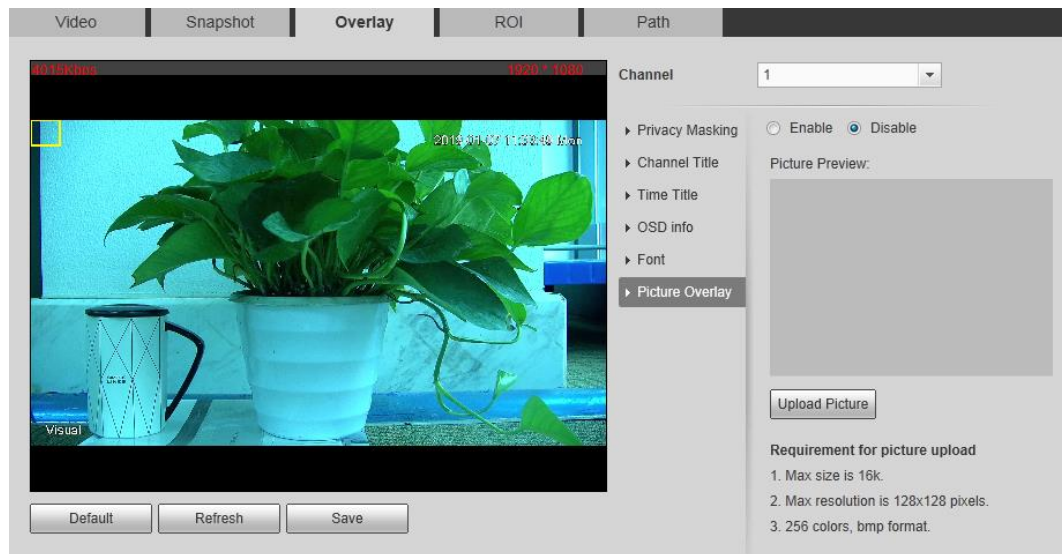 Video Snapshot Overlay ROI Path
4015Kbps 1920 * 1080
Channel 1
Privacy Masking
Channel Title
Time Title
OSD info
Font
Picture Overlay
Enable Disable
Picture Preview:
Visual
Upload Picture
Requirement for picture upload
1. Max size is 16k.
2. Max resolution is 128x128 pixels.
3. 256 colors, bmp format.
Default Refresh Save